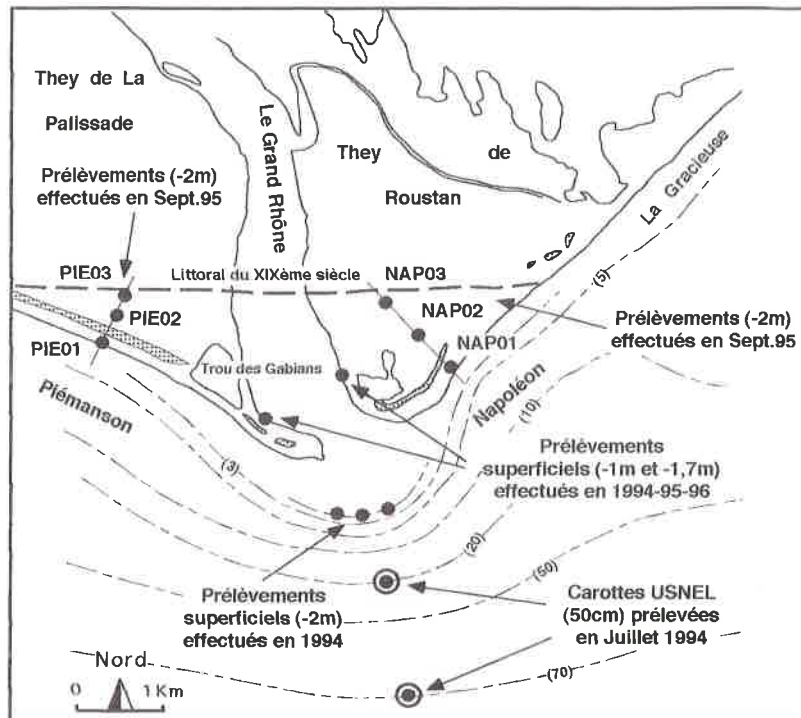 They de La
Palissade
Le Grand Rhône
They de
Roustan
La Gracieuse
Prélèvements (-2m)
effectués en Sept.95
PIE03
Littoral du XIXème siècle
NAP03
(5)
PIE02
NAP02
PIE01
NAP01
Prélèvements (-2m)
effectués en Sept.95
Trou des Gabians
Piémanson
Napoléon
(10)
(3)
Prélèvements
superficiels (-1m et -1,7m)
effectués en 1994-95-96
(20)
(50)
Prélèvements
superficiels (-2m)
effectués en 1994
Carottes USNEL
(50cm) prélevées
en Juillet 1994
Nord
0 1 Km
(70)